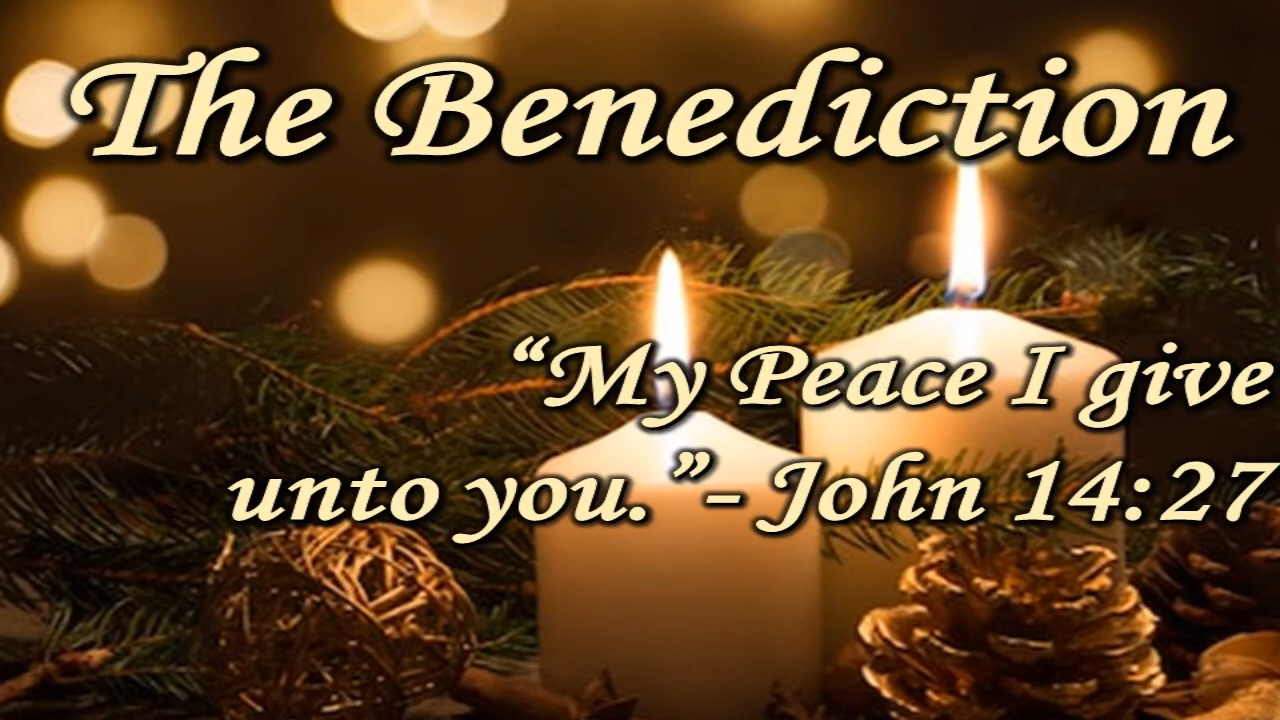 The Benediction
“My Peace I give
unto you.”– John 14:27